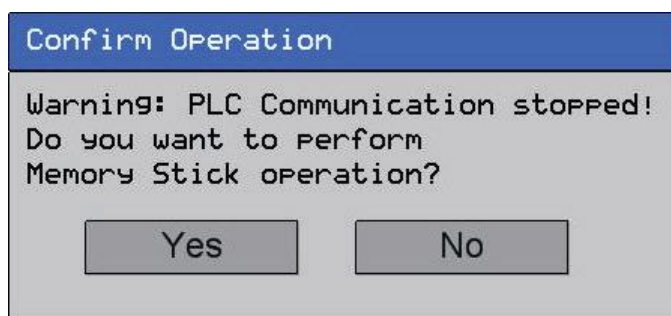 Confirm Operation
Warning: PLC Communication stopped!
Do you want to perform
Memory Stick operation?
Yes No